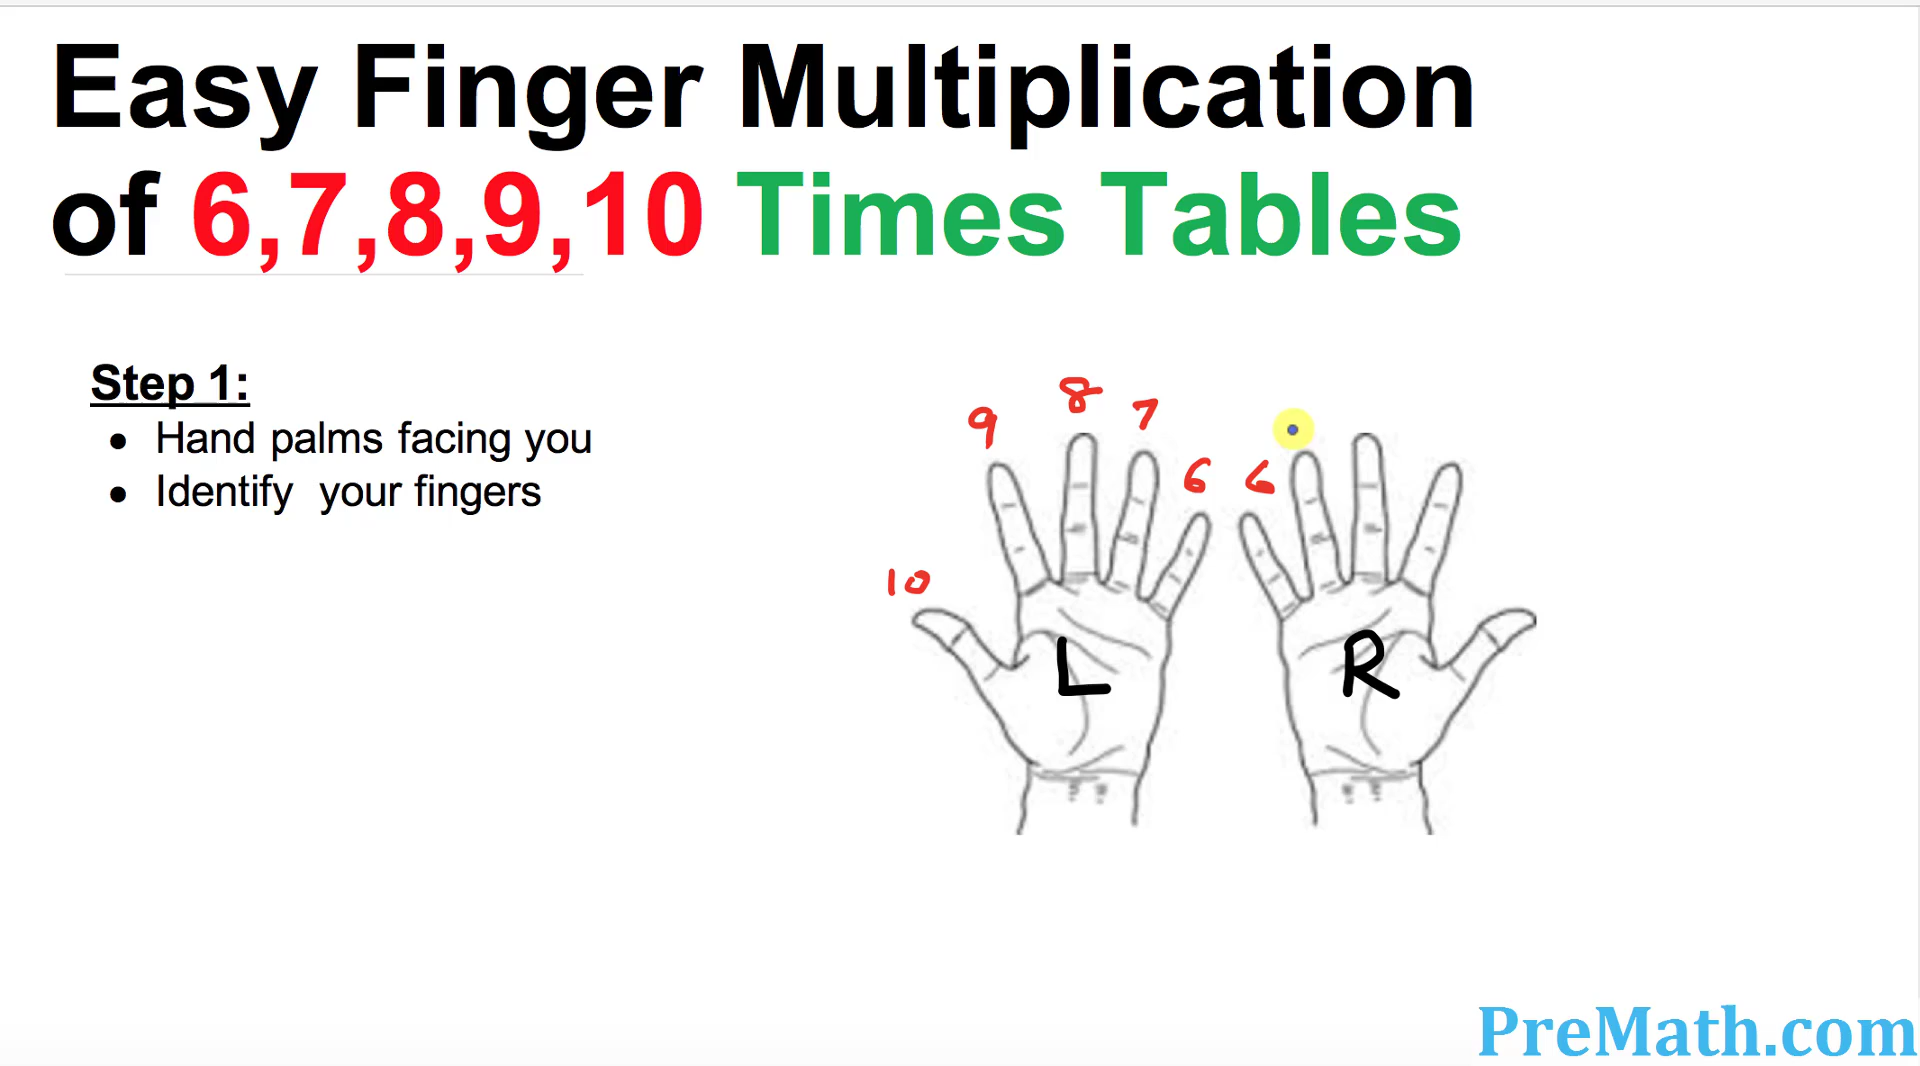 Easy Finger Multiplication
of 6,7,8,9,10 Times Tables
Step 1:
● Hand palms facing you
● Identify your fingers
8
9 7
6 6
10
L R
PreMath.com